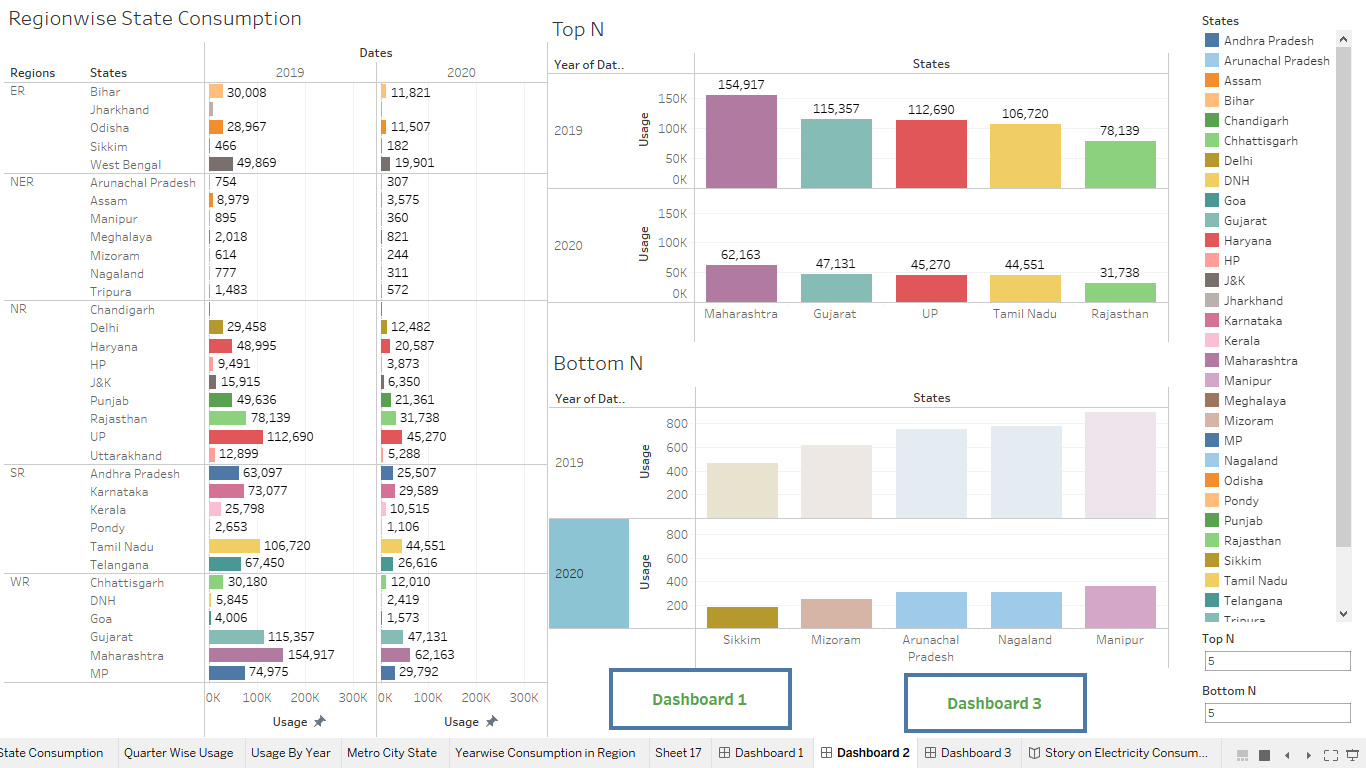 Regionwise State Consumption
Dates
Regions States 2019 2020
ER Bihar 30,008 11,821
Jharkhand
Odisha 28,967 11,507
Sikkim 466 182
West Bengal 49,869 19,901
NER Arunachal Pradesh 754 307
Assam 8,979 3,575
Manipur 895 360
Meghalaya 2,018 821
Mizoram 614 244
Nagaland 777 311
Tripura 1,483 572
NR Chandigarh
Delhi 29,458 12,482
Haryana 48,995 20,587
HP 9,491 3,873
J&K 15,915 6,350
Punjab 49,636 21,361
Rajasthan 78,139 31,738
UP 112,690 45,270
Uttarakhand 12,899 5,288
SR Andhra Pradesh 63,097 25,507
Karnataka 73,077 29,589
Kerala 25,798 10,515
Pondy 2,653 1,106
Tamil Nadu 106,720 44,551
Telangana 67,450 26,616
WR Chhattisgarh 30,180 12,010
DNH 5,845 2,419
Goa 4,006 1,573
Gujarat 115,357 47,131
Maharashtra 154,917 62,163
MP 74,975 29,792
0K 100K 200K 300K 0K 100K 200K 300K
Usage Usage
Top N
Year of Dat.. States
2019
Usage
150K
100K
50K
0K
154,917 115,357 112,690 106,720 78,139
2020
Usage
150K
100K
50K
0K
62,163 47,131 45,270 44,551 31,738
Maharashtra Gujarat UP Tamil Nadu Rajasthan
Bottom N
Year of Dat.. States
2019
Usage
800
600
400
200
2020
Usage
800
600
400
200
Sikkim Mizoram Arunachal Nagaland Manipur
Pradesh
Dashboard 1
Dashboard 3
States
Andhra Pradesh
Arunachal Pradesh
Assam
Bihar
Chandigarh
Chhattisgarh
Delhi
DNH
Goa
Gujarat
Haryana
HP
J&K
Jharkhand
Karnataka
Kerala
Maharashtra
Manipur
Meghalaya
Mizoram
MP
Nagaland
Odisha
Pondy
Punjab
Rajasthan
Sikkim
Tamil Nadu
Telangana
Tripura
Top N
5
Bottom N
5
State Consumption Quarter Wise Usage Usage By Year Metro City State Yearwise Consumption in Region Sheet 17 Dashboard 1 Dashboard 2 Dashboard 3 Story on Electricity Consum...